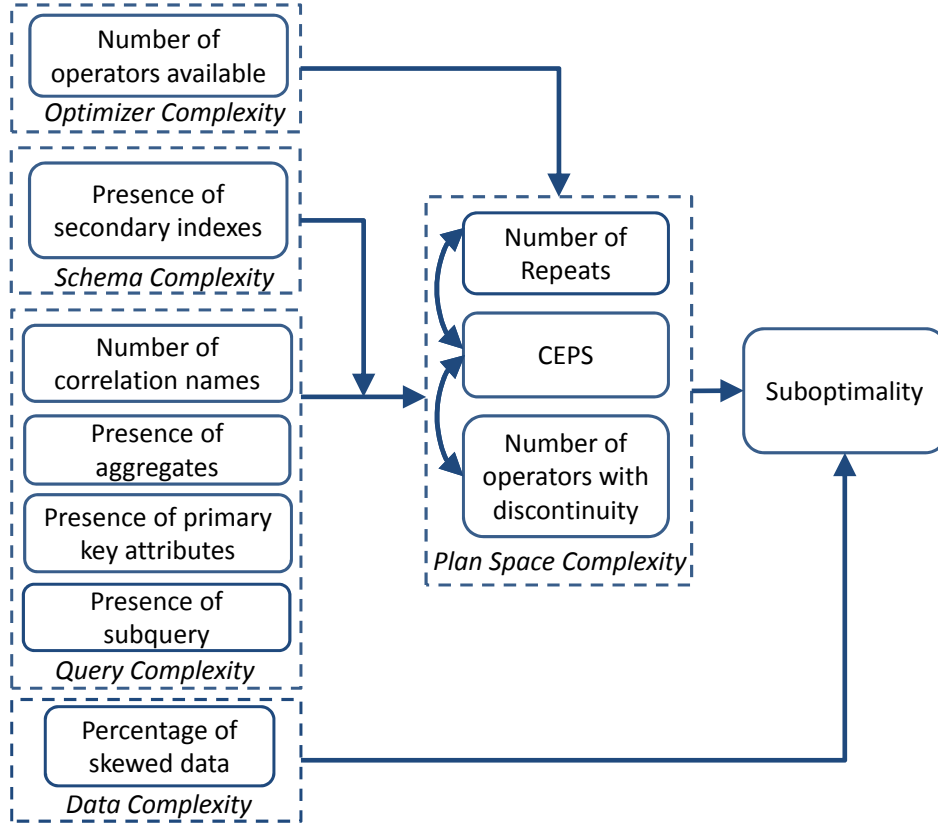 Number of
operators available
Optimizer Complexity
Presence of
secondary indexes
Schema Complexity
Number of
correlation names
Presence of
aggregates
Presence of primary
key attributes
Presence of
subquery
Query Complexity
Percentage of
skewed data
Data Complexity
Number of
Repeats
CEPS
Number of
operators with
discontinuity
Plan Space Complexity
Suboptimality